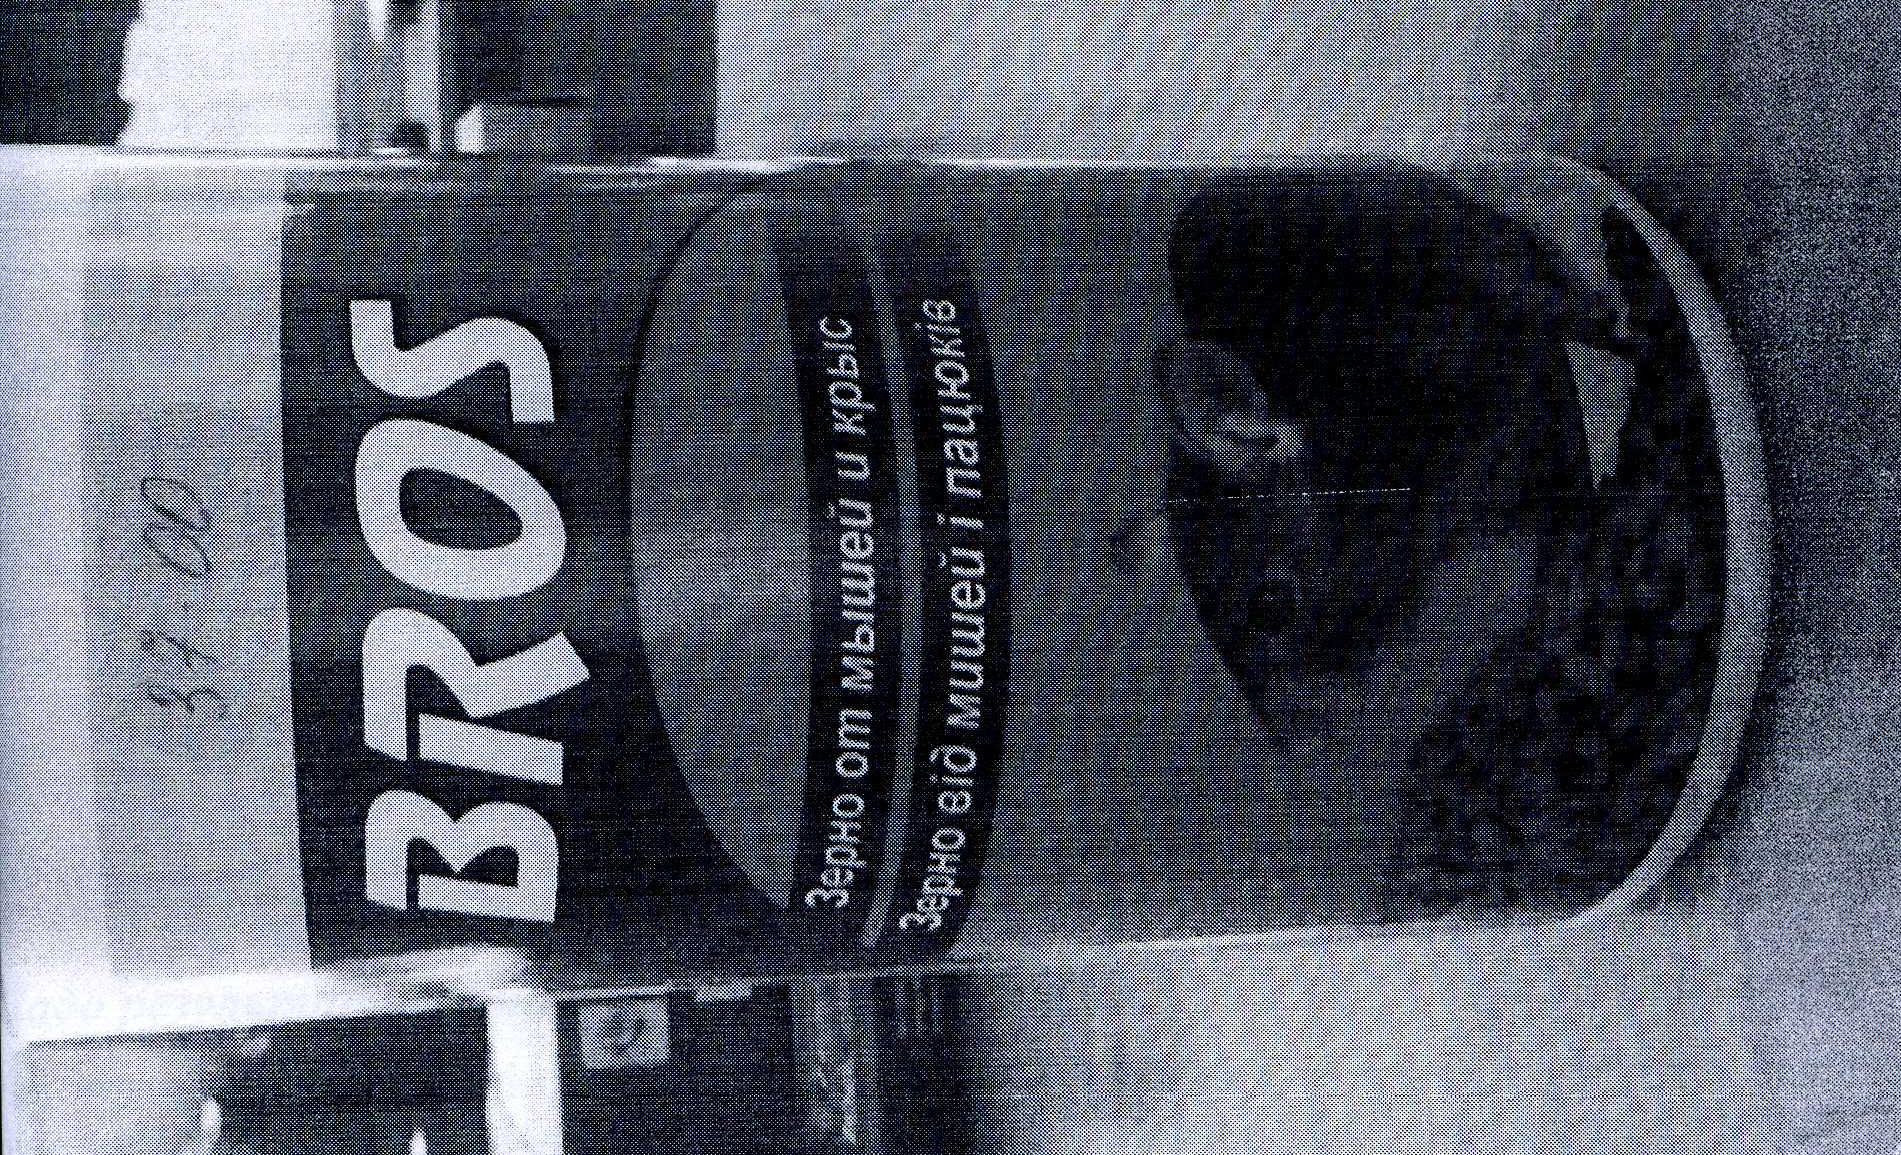 BROS
Зерно от мышей и крыс
Зерно від мишей і пацюків